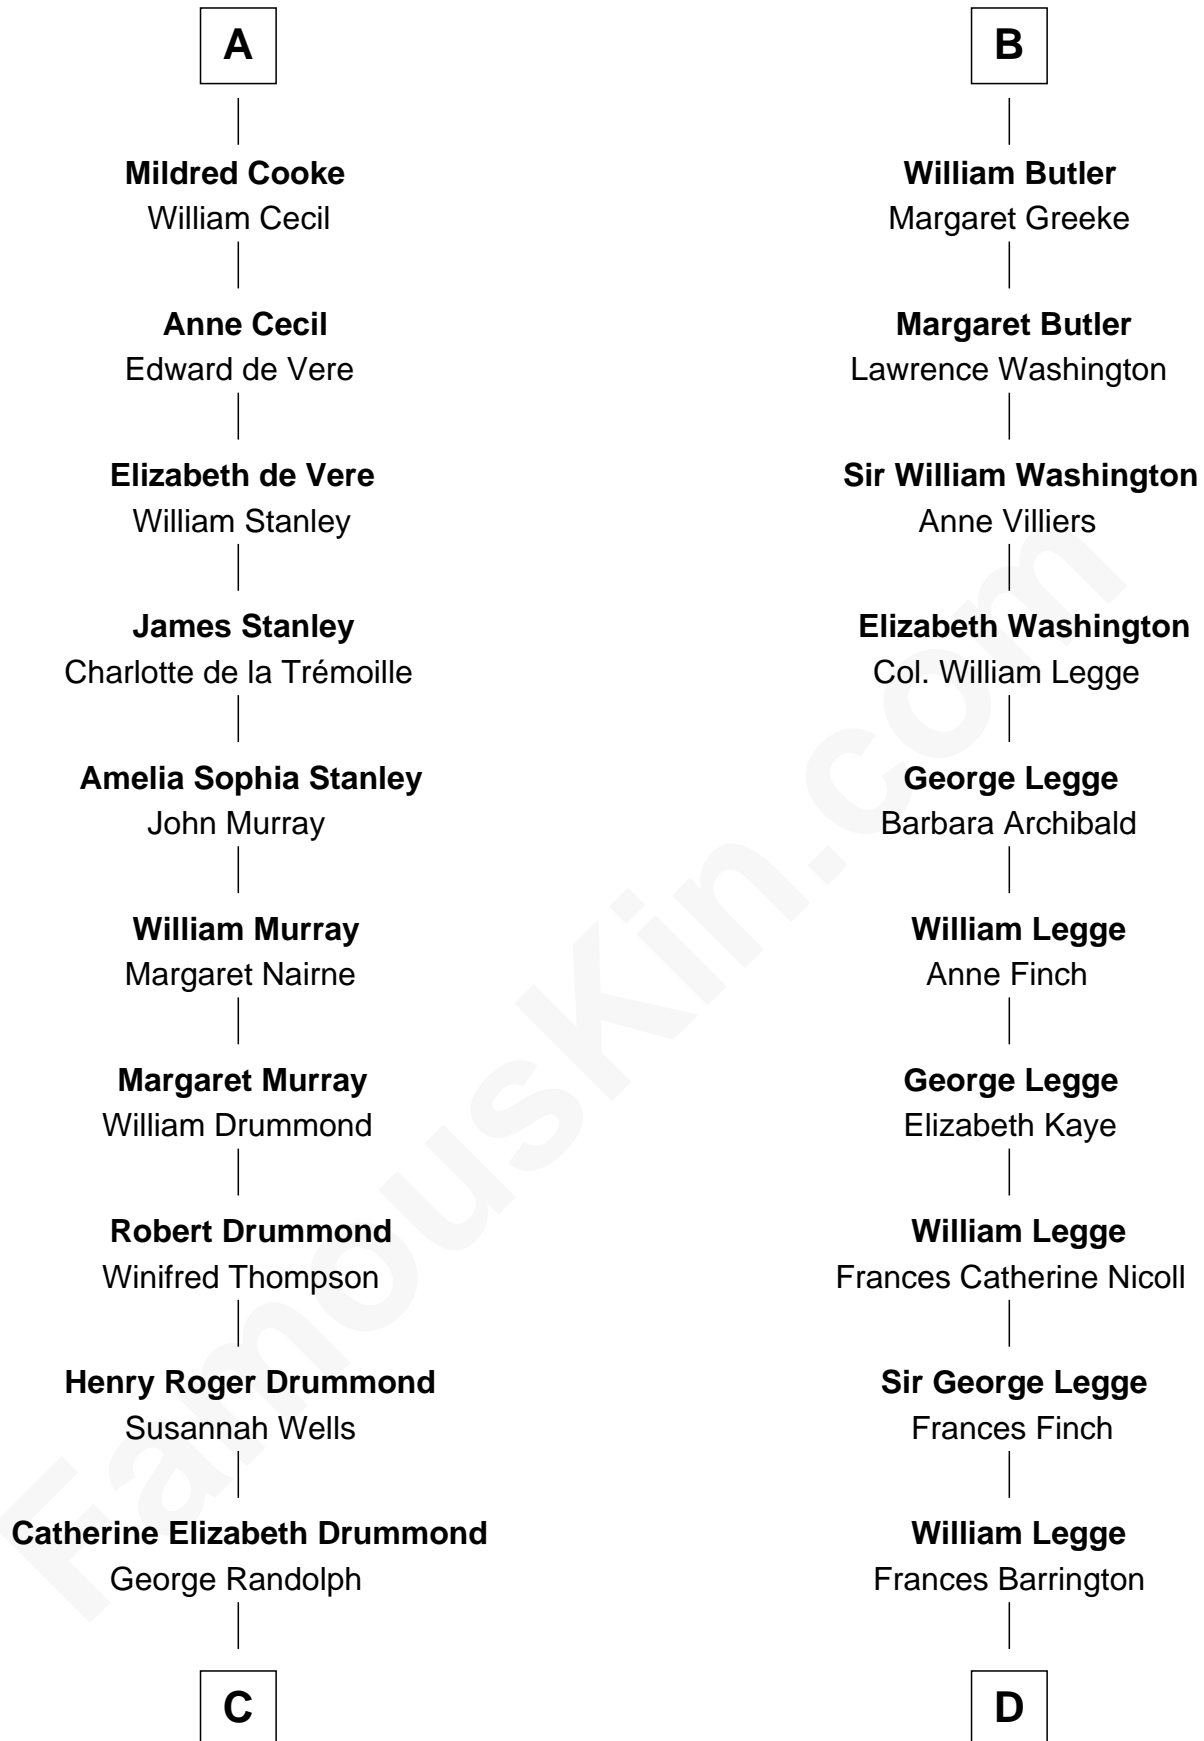 A
Mildred Cooke
William Cecil
Anne Cecil
Edward de Vere
Elizabeth de Vere
William Stanley
James Stanley
Charlotte de la Trémoille
Amelia Sophia Stanley
John Murray
William Murray
Margaret Nairne
Margaret Murray
William Drummond
Robert Drummond
Winifred Thompson
Henry Roger Drummond
Susannah Wells
Catherine Elizabeth Drummond
George Randolph
C
B
William Butler
Margaret Greeke
Margaret Butler
Lawrence Washington
Sir William Washington
Anne Villiers
Elizabeth Washington
Col. William Legge
George Legge
Barbara Archibald
William Legge
Anne Finch
George Legge
Elizabeth Kaye
William Legge
Frances Catherine Nicoll
Sir George Legge
Frances Finch
William Legge
Frances Barrington
D
FamousKin.com